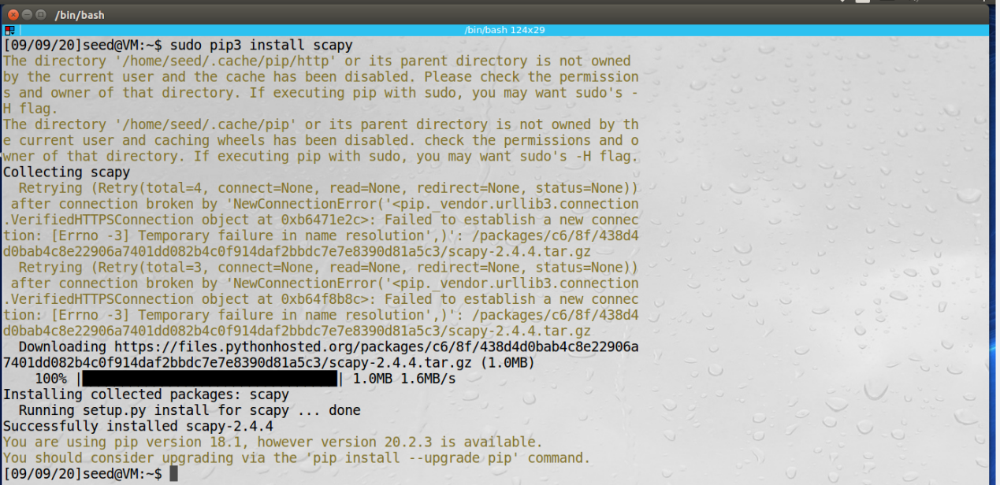 /bin/bash
/bin/bash 124x29
[09/09/20]seed@VM:~$ sudo pip3 install scapy
The directory '/home/seed/.cache/pip/http' or its parent directory is not owned
by the current user and the cache has been disabled. Please check the permission
s and owner of that directory. If executing pip with sudo, you may want sudo's -
H flag.
The directory '/home/seed/.cache/pip' or its parent directory is not owned by th
e current user and caching wheels has been disabled. check the permissions and o
wner of that directory. If executing pip with sudo, you may want sudo's -H flag.
Collecting scapy
  Retrying (Retry(total=4, connect=None, read=None, redirect=None, status=None))
 after connection broken by 'NewConnectionError('<pip._vendor.urllib3.connection
.VerifiedHTTPSConnection object at 0xb6471e2c>: Failed to establish a new connec
tion: [Errno -3] Temporary failure in name resolution',)': /packages/c6/8f/438d4
d0bab4c8e22906a7401dd082b4c0f914daf2bbdc7e7e8390d81a5c3/scapy-2.4.4.tar.gz
  Retrying (Retry(total=3, connect=None, read=None, redirect=None, status=None))
 after connection broken by 'NewConnectionError('<pip._vendor.urllib3.connection
.VerifiedHTTPSConnection object at 0xb64f8b8c>: Failed to establish a new connec
tion: [Errno -3] Temporary failure in name resolution',)': /packages/c6/8f/438d4
d0bab4c8e22906a7401dd082b4c0f914daf2bbdc7e7e8390d81a5c3/scapy-2.4.4.tar.gz
  Downloading https://files.pythonhosted.org/packages/c6/8f/438d4d0bab4c8e22906a
7401dd082b4c0f914daf2bbdc7e7e8390d81a5c3/scapy-2.4.4.tar.gz (1.0MB)
    100% |████████████████████████████████| 1.0MB 1.6MB/s
Installing collected packages: scapy
  Running setup.py install for scapy ... done
Successfully installed scapy-2.4.4
You are using pip version 18.1, however version 20.2.3 is available.
You should consider upgrading via the 'pip install --upgrade pip' command.
[09/09/20]seed@VM:~$